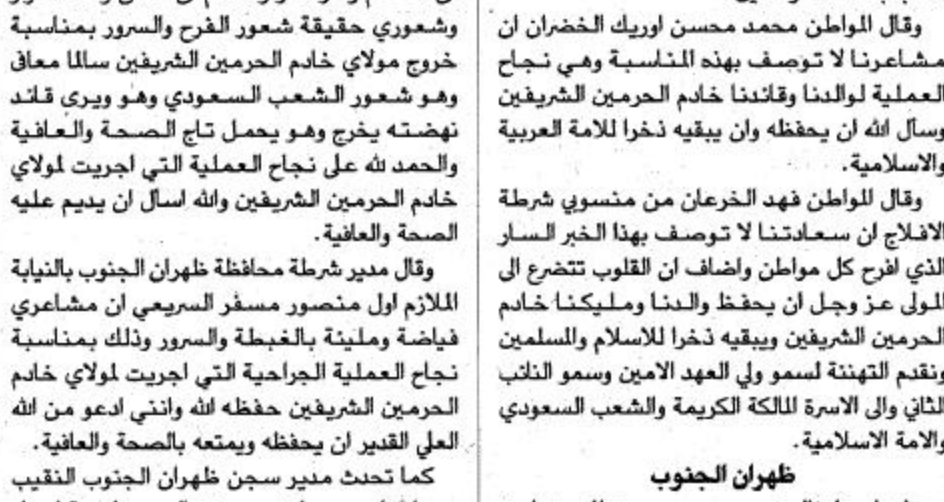 وقال المواطن محمد محسن اوريك الخضران ان
مشاعرنا لا توصف بهذه المناسبة وهي نجاح
العملية لوالدنا وقائدنا خادم الحرمين الشريفين
وسأل الله ان يحفظه وان يبقيه ذخرا للامة العربية
والاسلامية.
وقال للواطن فهد الخرعان من منسوبي شرطة
الافلاج ان سعادتنا لا توصف بهذا الخبر السار
الذي افرح كل مواطن واضاف ان القلوب تتضرع الى
المولى عز وجل ان يحفظ والدنا ومليكنا خادم
الحرمين الشريفين ويبقيه ذخرا للاسلام والمسلمين
ونقدم التهنئة لسمو ولي العهد الامين وسمو النائب
الثاني والى الاسرة المالكة الكريمة والشعب السعودي
والامة الاسلامية.
ظهران الجنوب
وشعوري حقيقة شعور الفرح والسرور بمناسبة
خروج مولاي خادم الحرمين الشريفين سالما معافى
وهو شعور الشعب السعودي وهو ويرى قائد
نهضته يخرج وهو يحمل تاج الصحة والعافية
والحمد لله على نجاح العملية التي اجريت لمولاي
خادم الحرمين الشريفين والله اسأل ان يديم عليه
الصحة والعافية.
وقال مدير شرطة محافظة ظهران الجنوب بالنيابة
الملازم اول منصور مسفر السريعي ان مشاعري
فياضة ومليئة بالغبطة والسرور وذلك بمناسبة
نجاح العملية الجراحية التي اجريت لمولاي خادم
الحرمين الشريفين حفظه الله وانني ادعو من الله
العلي القدير ان يحفظه ويمتعه بالصحة والعافية.
كما تحدث مدير سجن ظهران الجنوب النقيب